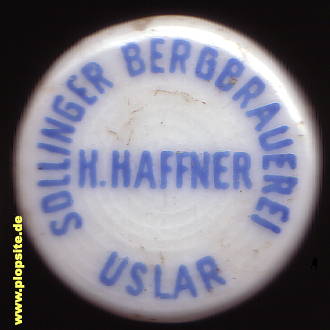 SOLLINGER BERGBRAUEREI
H. HAFFNER
USLAR
www.plopsite.de